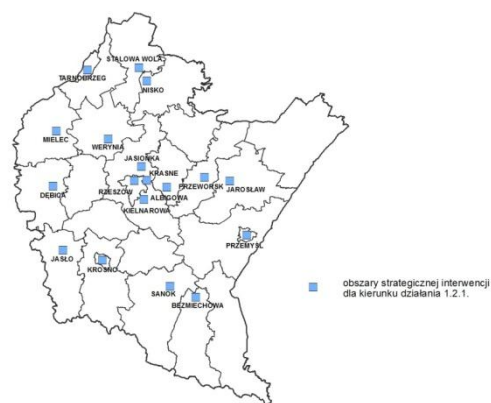 STALOWA WOLA
TARNOBRZEG
NISKO
MIELEC
WERYNIA
JASIONKA
KRASNE
DĘBICA
RZESZÓW
ALBIGOWA
PRZEWORSK
JAROSŁAW
KIELNAROWA
PRZEMYŚL
JASŁO
KROSNO
SANOK
BEZMIECHOWA
obszary strategicznej interwencji
dla kierunku działania 1.2.1.